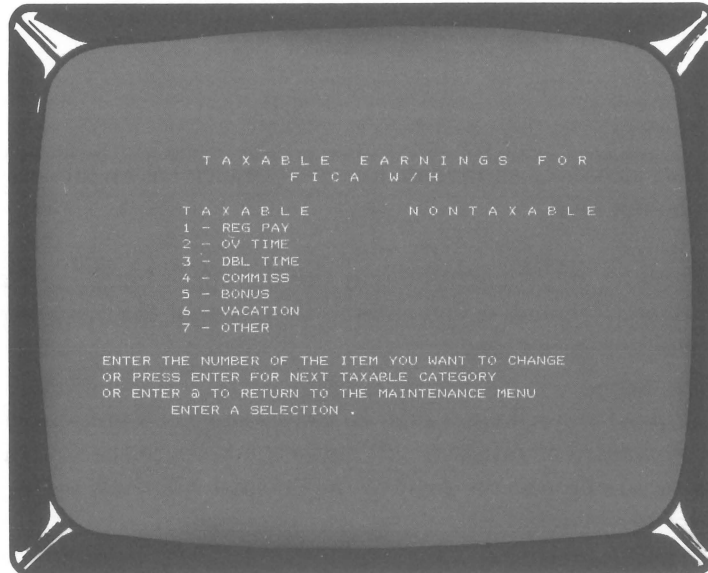 TAXABLE EARNINGS FOR
FICA W/H
TAXABLE NONTAXABLE
1 - REG PAY
2 - OV TIME
3 - DBL TIME
4 - COMMISS
5 - BONUS
6 - VACATION
7 - OTHER
ENTER THE NUMBER OF THE ITEM YOU WANT TO CHANGE
OR PRESS ENTER FOR NEXT TAXABLE CATEGORY
OR ENTER @ TO RETURN TO THE MAINTENANCE MENU
ENTER A SELECTION .